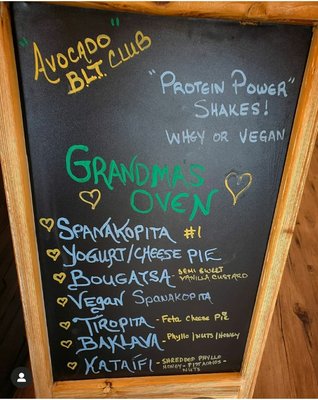 "AVOCADO"
B.L.T. CLUB
"PROTEIN POWER"
SHAKES!
WHEY OR VEGAN
GRANDMAS
OVEN
SPANAKOPITA #1
YOGURT/CHEESE PIE
BOUGATSA - SEMI SWEET
VANILLA CUSTARD
VEGAN SPANAKOPITA
TIROPITA - Feta Cheese PIE
BAKLAVA - Phyllo/NUTS/HONEY
KATAIFI - SHREDDED PHYLLO
HONEY - PISTACHIOS -
NUTS